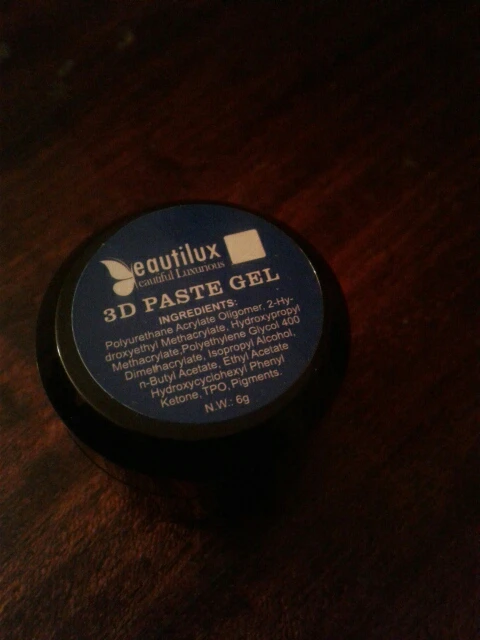 eautilux
eautiful Luxurious
3D PASTE GEL
INGREDIENTS:
Polyurethane Acrylate Oligomer, 2-Hy-
droxyethyl Methacrylate, Hydroxypropyl
Methacrylate,Polyethylene Glycol 400
Dimethacrylate, Isopropyl Alcohol,
n-Butyl Acetate, Ethyl Acetate
Hydroxycyclohexyl Phenyl
Ketone, TPO, Pigments.
N.W.: 6g